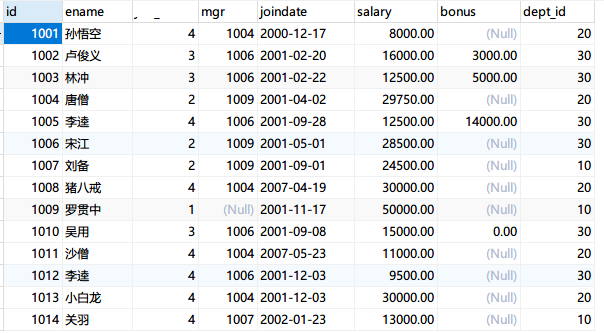 id ename mgr joindate salary bonus dept_id
1001 孙悟空 4 1004 2000-12-17 8000.00 (Null) 20
1002 卢俊义 3 1006 2001-02-20 16000.00 3000.00 30
1003 林冲 3 1006 2001-02-22 12500.00 5000.00 30
1004 唐僧 2 1009 2001-04-02 29750.00 (Null) 20
1005 李逵 4 1006 2001-09-28 12500.00 14000.00 30
1006 宋江 2 1009 2001-05-01 28500.00 (Null) 30
1007 刘备 2 1009 2001-09-01 24500.00 (Null) 10
1008 猪八戒 4 1004 2007-04-19 30000.00 (Null) 20
1009 罗贯中 1 (Null) 2001-11-17 50000.00 (Null) 10
1010 吴用 3 1006 2001-09-08 15000.00 0.00 30
1011 沙僧 4 1004 2007-05-23 11000.00 (Null) 20
1012 李逵 4 1006 2001-12-03 9500.00 (Null) 30
1013 小白龙 4 1004 2001-12-03 30000.00 (Null) 20
1014 关羽 4 1007 2002-01-23 13000.00 (Null) 10